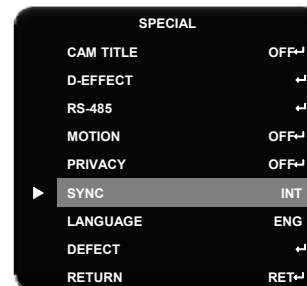 SPECIAL
CAM TITLE OFF↵
D-EFFECT ↵
RS-485 ↵
MOTION OFF↵
PRIVACY OFF↵
SYNC INT
LANGUAGE ENG
DEFECT ↵
RETURN RET↵